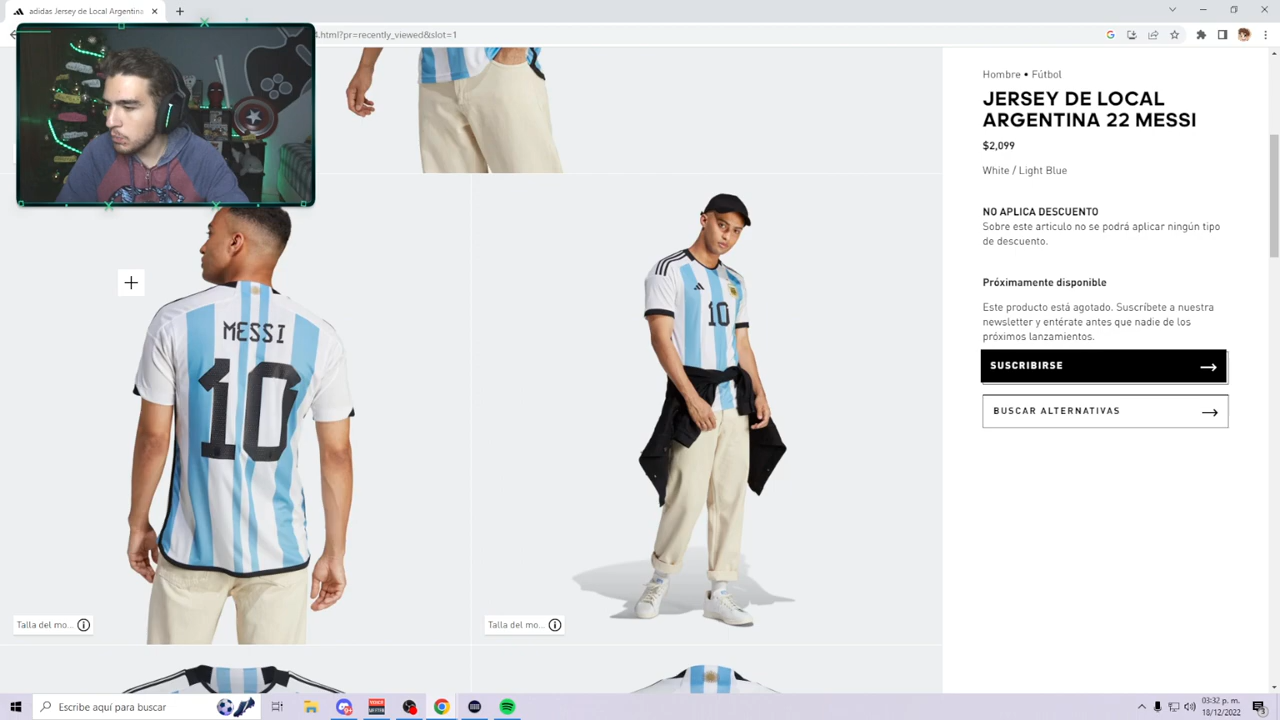 adidas Jersey de Local Argentina
4.html?pr=recently_viewed&slot=1
Hombre • Fútbol
JERSEY DE LOCAL
ARGENTINA 22 MESSI
$2,099
White / Light Blue
NO APLICA DESCUENTO
Sobre este articulo no se podrá aplicar ningún tipo
de descuento.
Próximamente disponible
Este producto está agotado. Suscríbete a nuestra
newsletter y entérate antes que nadie de los
próximos lanzamientos.
SUSCRIBIRSE
BUSCAR ALTERNATIVAS
MESSI
10
10
Talla del mo...
Talla del mo...
Escribe aquí para buscar
03:32 p. m.
18/12/2022